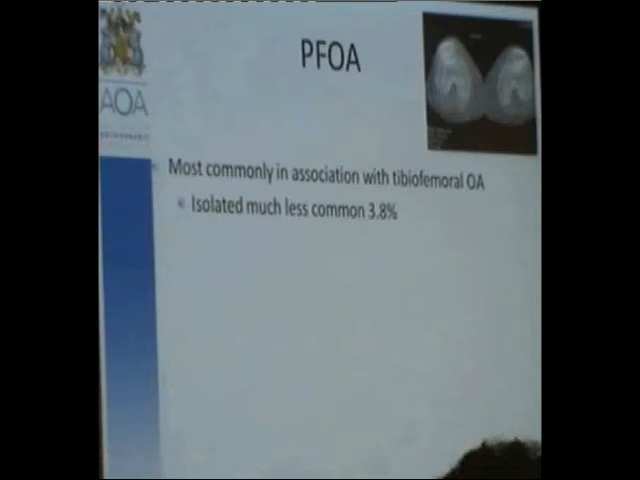 PFOA
AOA
Most commonly in association with tibiofemoral OA
Isolated much less common 3.8%